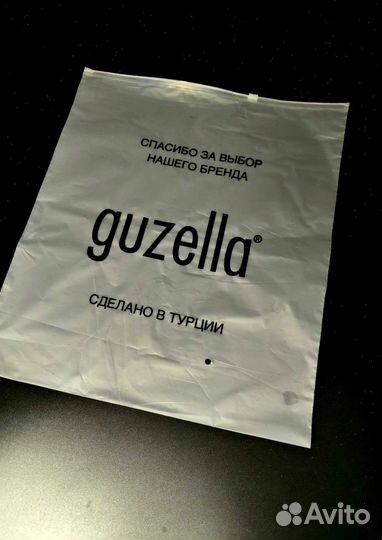 СПАСИБО ЗА ВЫБОР
НАШЕГО БРЕНДА
guzella®
СДЕЛАНО В ТУРЦИИ
Avito